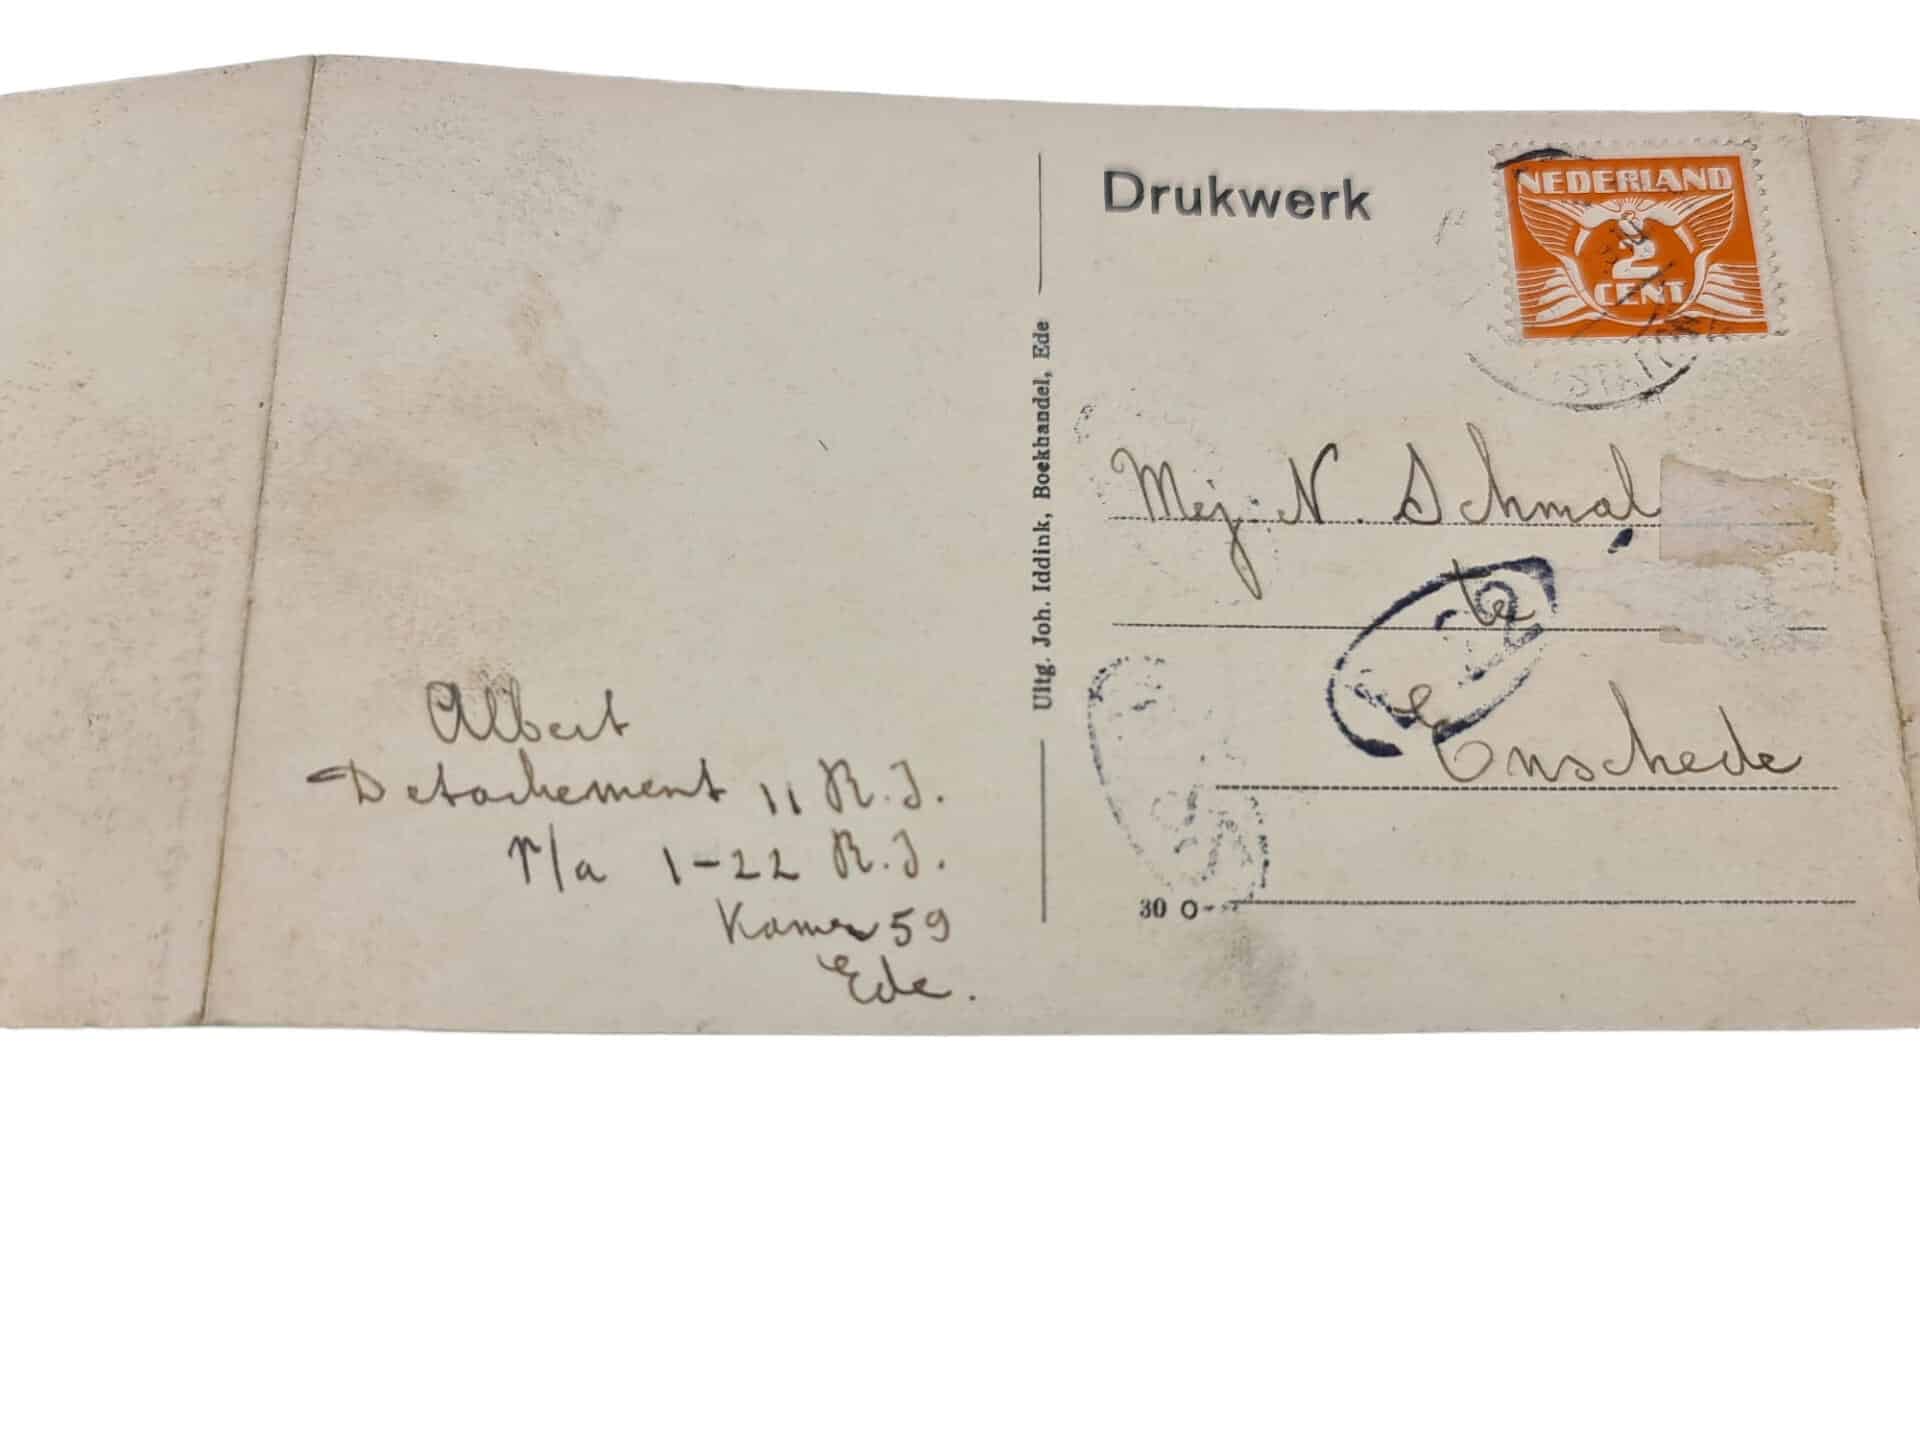 Albert
Detachement 11 R.I.
p/a 1-22 R.I.
Kamer 59
Ede.
Uitg. Joh. Iddink, Boekhandel, Ede
Drukwerk
NEDERLAND
2
CENT
Mej. N. Schmal
te
Enschede
30 O